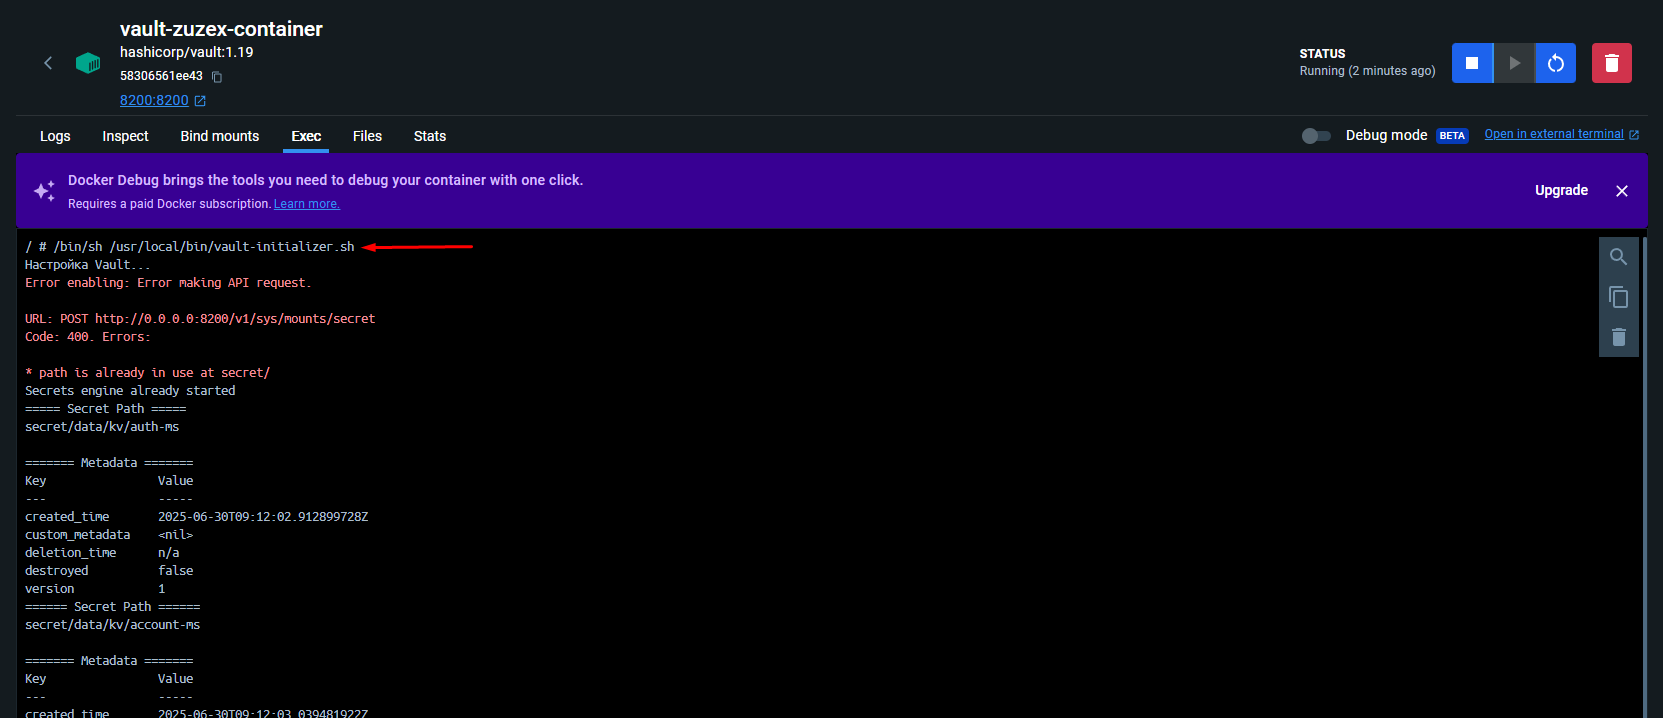 vault-zuzex-container
hashicorp/vault:1.19
58306561ee43
8200:8200
STATUS
Running (2 minutes ago)
Logs Inspect Bind mounts Exec Files Stats
Debug mode BETA Open in external terminal
Docker Debug brings the tools you need to debug your container with one click.
Requires a paid Docker subscription. Learn more.
Upgrade
/ # /bin/sh /usr/local/bin/vault-initializer.sh
Настройка Vault...
Error enabling: Error making API request.
URL: POST http://0.0.0.0:8200/v1/sys/mounts/secret
Code: 400. Errors:
* path is already in use at secret/
Secrets engine already started
===== Secret Path =====
secret/data/kv/auth-ms
======= Metadata =======
Key Value
--- -----
created_time 2025-06-30T09:12:02.912899728Z
custom_metadata <nil>
deletion_time n/a
destroyed false
version 1
====== Secret Path ======
secret/data/kv/account-ms
======= Metadata =======
Key Value
--- -----
created_time 2025-06-30T09:12:03.039481922Z